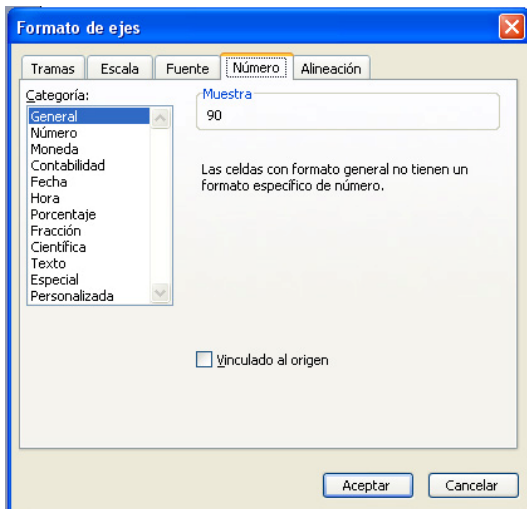 Formato de ejes
Tramas
Escala
Fuente
Número
Alineación
Categoría:
General
Número
Moneda
Contabilidad
Fecha
Hora
Porcentaje
Fracción
Científica
Texto
Especial
Personalizada
Muestra
90
Las celdas con formato general no tienen un
formato específico de número.
Vinculado al origen
Aceptar
Cancelar